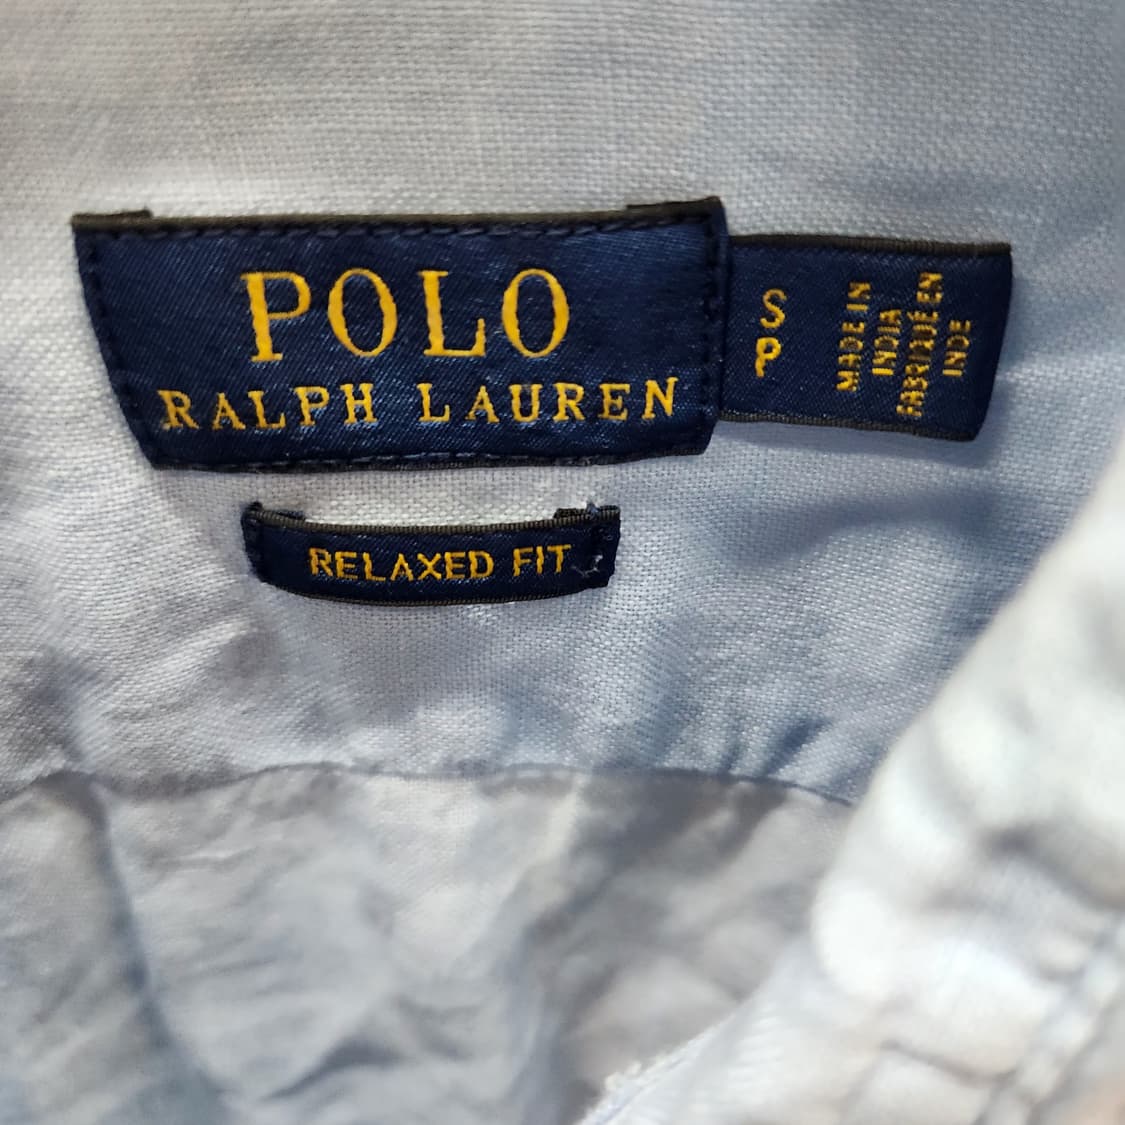 POLO
RALPH LAUREN
S
P
MADE IN
INDIA
FABRIQUÉ EN
INDE
RELAXED FIT